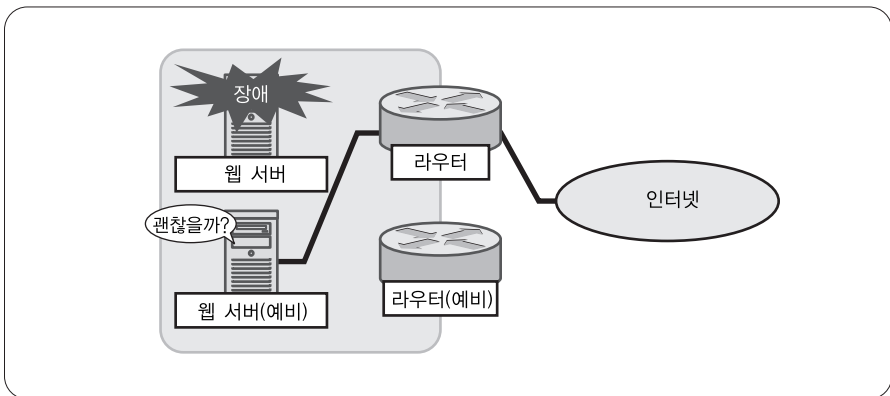 장애
웹 서버
괜찮을까?
웹 서버(예비)
라우터
라우터(예비)
인터넷